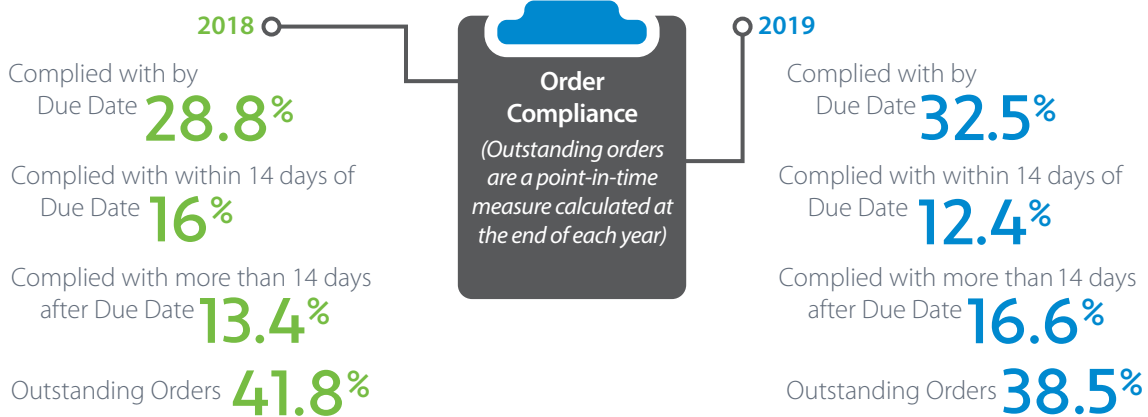 2018
Complied with by
Due Date 28.8%
Complied with within 14 days of
Due Date 16%
Complied with more than 14 days
after Due Date 13.4%
Outstanding Orders 41.8%
Order
Compliance
(Outstanding orders
are a point-in-time
measure calculated at
the end of each year)
2019
Complied with by
Due Date 32.5%
Complied with within 14 days of
Due Date 12.4%
Complied with more than 14 days
after Due Date 16.6%
Outstanding Orders 38.5%